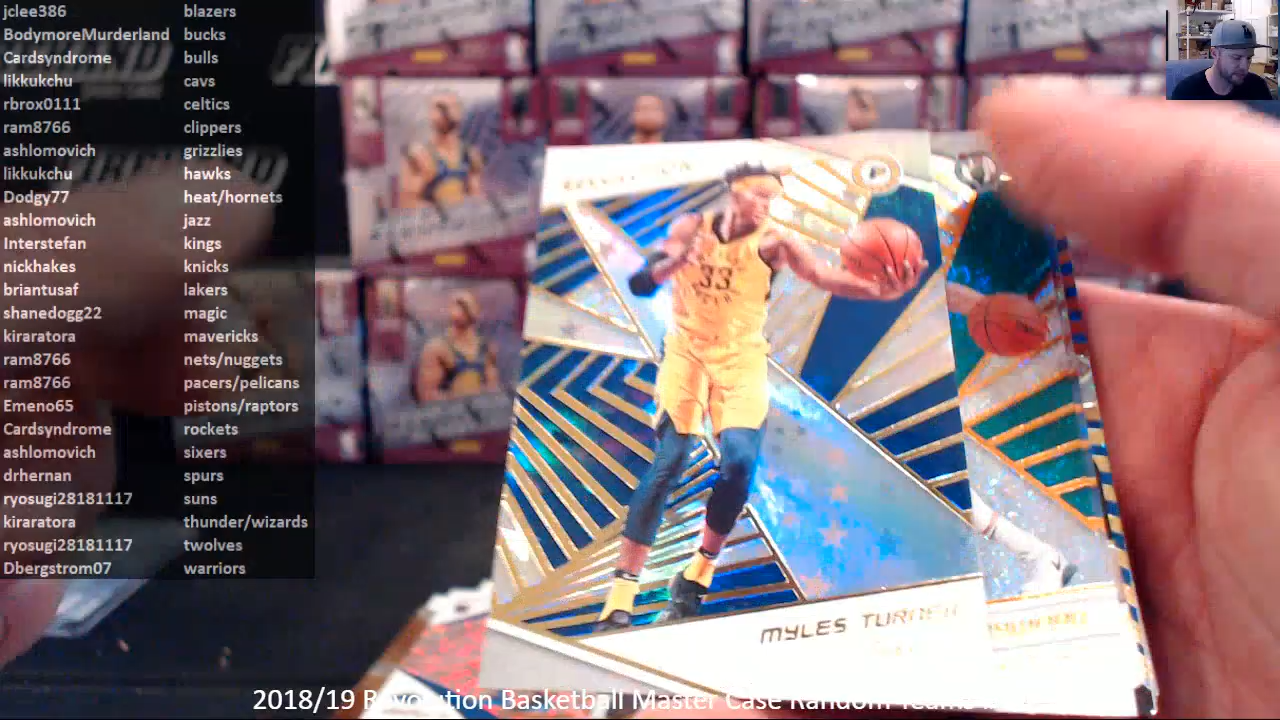 jclee386 blazers
BodymoreMurderland bucks
Cardsyndrome bulls
likkukchu cavs
rbrox0111 celtics
ram8766 clippers
ashlomovich grizzlies
likkukchu hawks
Dodgy77 heat/hornets
ashlomovich jazz
Interstefan kings
nickhakes knicks
briantusaf lakers
shanedogg22 magic
kiraratora mavericks
ram8766 nets/nuggets
ram8766 pacers/pelicans
Emeno65 pistons/raptors
Cardsyndrome rockets
ashlomovich sixers
drhernan spurs
ryosugi28181117 suns
kiraratora thunder/wizards
ryosugi28181117 twolves
Dbergstrom07 warriors
33
MYLES TURNER
2018/19 Revolution Basketball Master Case Random Teams